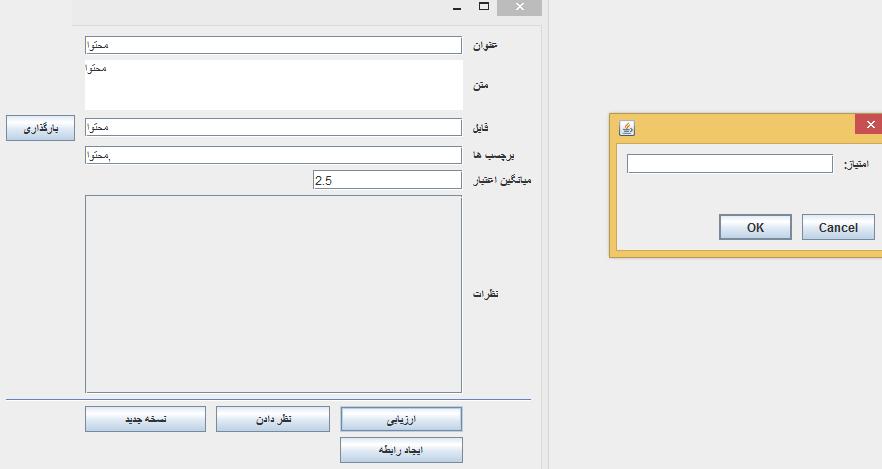 عنوان
محتوا
متن
محتوا
فایل
محتوا
بارگذاری
برچسب ها
محتوا,
میانگین اعتبار
2.5
نظرات
ارزیابی
نظر دادن
نسخه جدید
ایجاد رابطه
امتیاز:
OK
Cancel